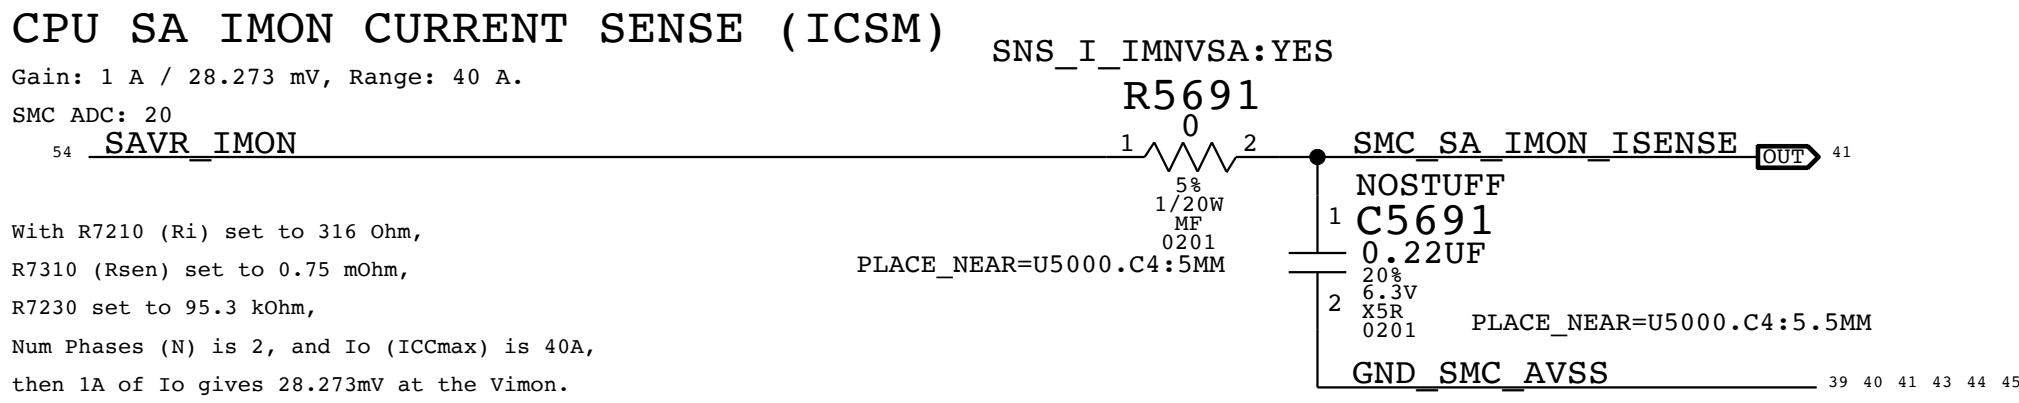 CPU SA IMON CURRENT SENSE (ICSM)
SNS_I_IMNVSA:YES
Gain: 1 A / 28.273 mV, Range: 40 A.
R5691
SMC ADC: 20
0
54 SAVR_IMON
1
2
SMC_SA_IMON_ISENSE
OUT
41
5%
1/20W
MF
0201
PLACE_NEAR=U5000.C4:5MM
NOSTUFF
1
C5691
0.22UF
20%
6.3V
2
X5R
0201
PLACE_NEAR=U5000.C4:5.5MM
With R7210 (Ri) set to 316 Ohm,
R7310 (Rsen) set to 0.75 mOhm,
R7230 set to 95.3 kOhm,
Num Phases (N) is 2, and Io (ICCmax) is 40A,
then 1A of Io gives 28.273mV at the Vimon.
GND_SMC_AVSS
39 40 41 43 44 45